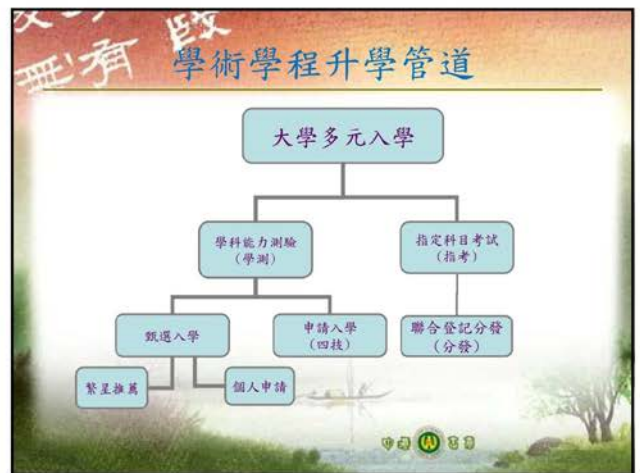 學術學程升學管道
大學多元入學
學科能力測驗
(學測)
指定科目考試
(指考)
甄選入學
申請入學
(四技)
聯合登記分發
(分發)
繁星推薦
個人申請